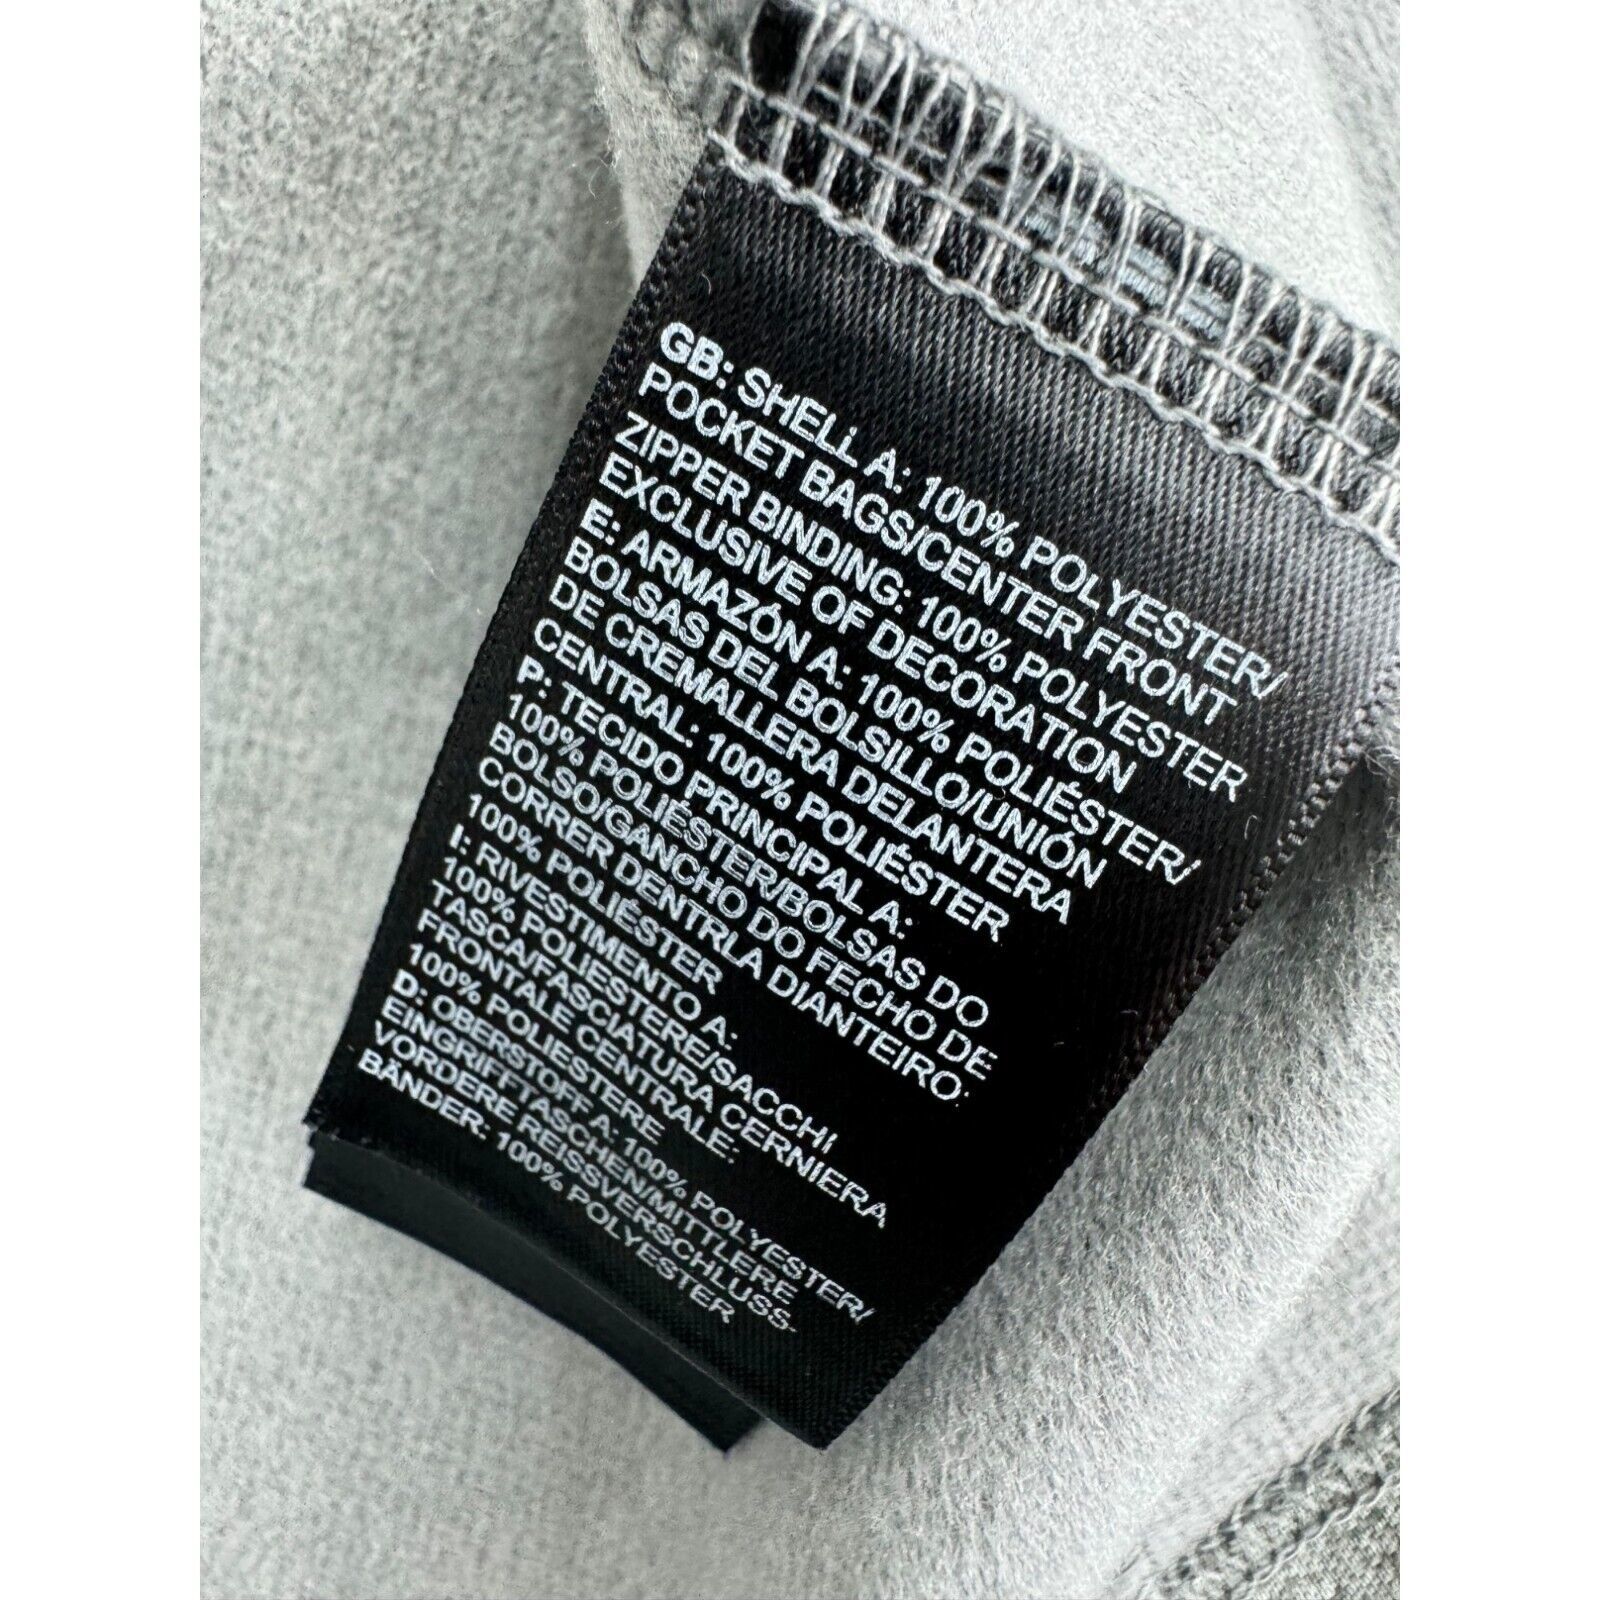 GB: SHELL A: 100% POLYESTER/
POCKET BAGS/CENTER FRONT
ZIPPER BINDING: 100% POLYESTER
EXCLUSIVE OF DECORATION
E: ARMAZÓN A: 100% POLIÉSTER/
BOLSAS DEL BOLSILLO/UNIÓN
DE CREMALLERA DELANTERA
CENTRAL: 100% POLIÉSTER
P: TECIDO PRINCIPAL A:
100% POLIÉSTER/BOLSAS DO
BOLSO/GANCHO DO FECHO DE
CORRER DENTRLA DIANTEIRO:
100% POLIÉSTER
I: RIVESTIMENTO A:
100% POLIESTERE/SACCHI
TASCA/FASCIATURA CERNIERA
FRONTALE CENTRALE:
100% POLIESTERE
D: OBERSTOFF A: 100% POLYESTER/
EINGRIFFTASCHEN/MITTLERE
VORDERE REISSVERSCHLUSS-
BÄNDER: 100% POLYESTER